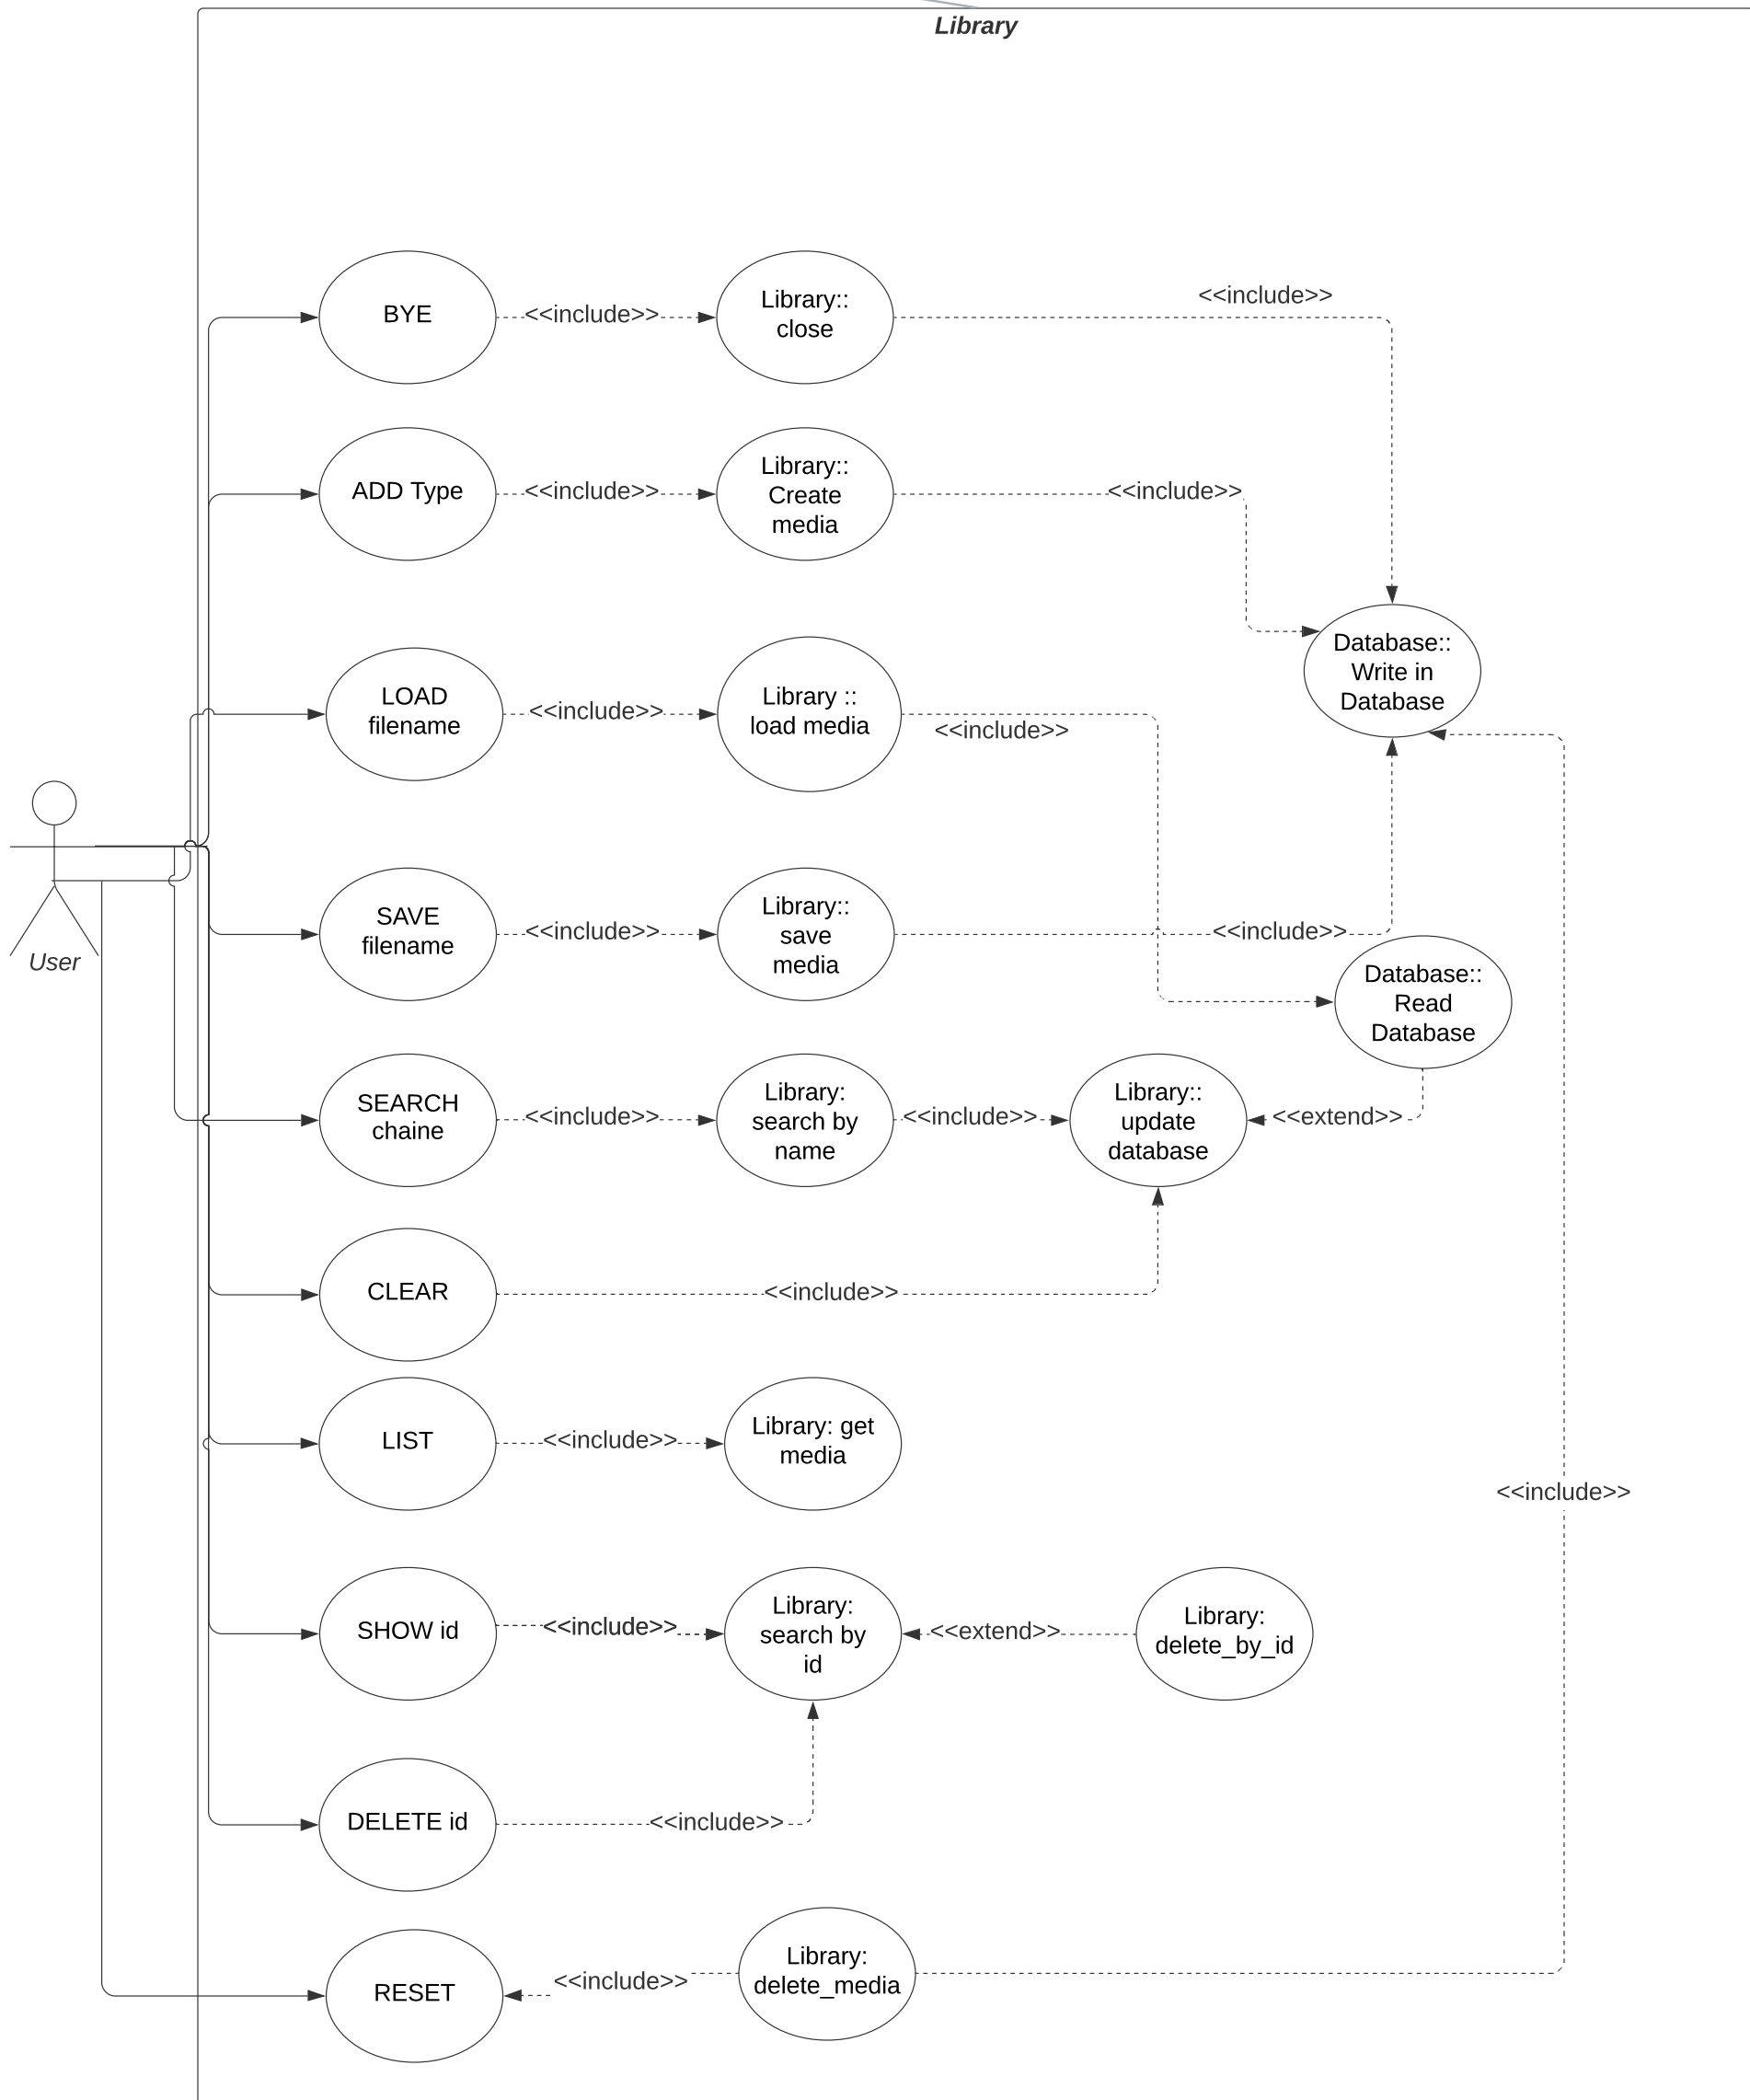 Library
BYE
<<include>>
Library::
close
<<include>>
ADD Type
<<include>>
Library::
Create
media
<<include>>
Database::
Write in
Database
LOAD
filename
<<include>>
Library ::
load media
<<include>>
User
SAVE
filename
<<include>>
Library::
save
media
<<include>>
Database::
Read
Database
SEARCH
chaine
<<include>>
Library:
search by
name
<<include>>
Library::
update
database
<<extend>>
CLEAR
<<include>>
LIST
<<include>>
Library: get
media
<<include>>
SHOW id
<<include>>
Library:
search by
id
<<extend>>
Library:
delete_by_id
DELETE id
<<include>>
RESET
<<include>>
Library:
delete_media